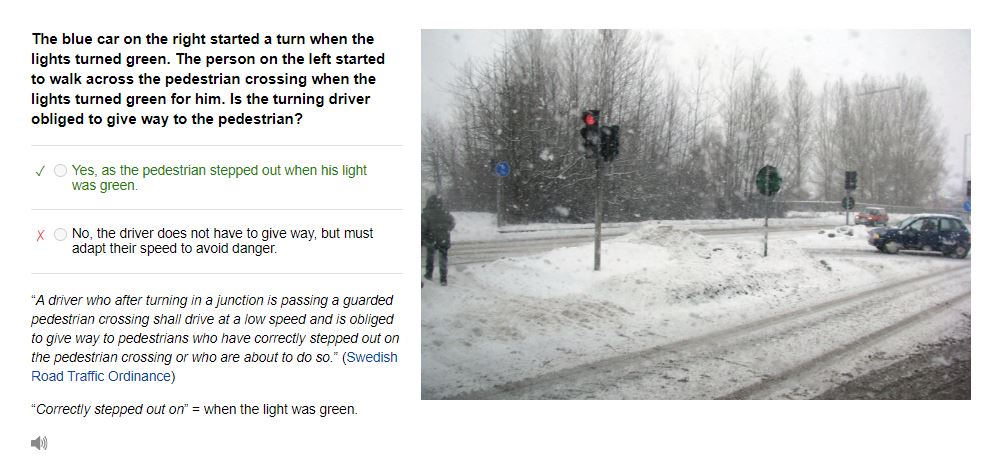 The blue car on the right started a turn when the
lights turned green. The person on the left started
to walk across the pedestrian crossing when the
lights turned green for him. Is the turning driver
obliged to give way to the pedestrian?
✓ Yes, as the pedestrian stepped out when his light
was green.
X No, the driver does not have to give way, but must
adapt their speed to avoid danger.
“A driver who after turning in a junction is passing a guarded
pedestrian crossing shall drive at a low speed and is obliged
to give way to pedestrians who have correctly stepped out on
the pedestrian crossing or who are about to do so.” (Swedish
Road Traffic Ordinance)
“Correctly stepped out on” = when the light was green.